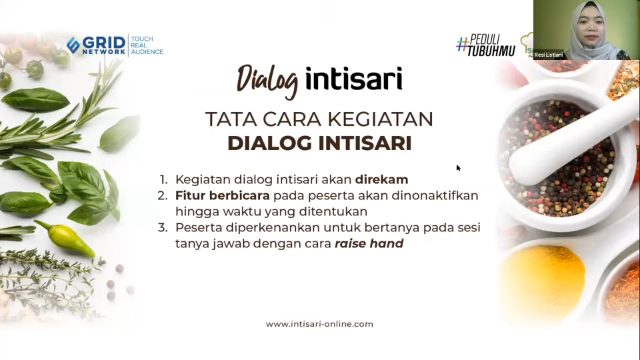 GRID
NETWORK
TOUCH
REAL
AUDIENCE
#PEDULI
TUBUHMU
Resi Listiani
Dialog intisari
TATA CARA KEGIATAN
DIALOG INTISARI
1. Kegiatan dialog intisari akan direkam
2. Fitur berbicara pada peserta akan dinonaktifkan
hingga waktu yang ditentukan
3. Peserta diperkenankan untuk bertanya pada sesi
tanya jawab dengan cara raise hand
www.intisari-online.com